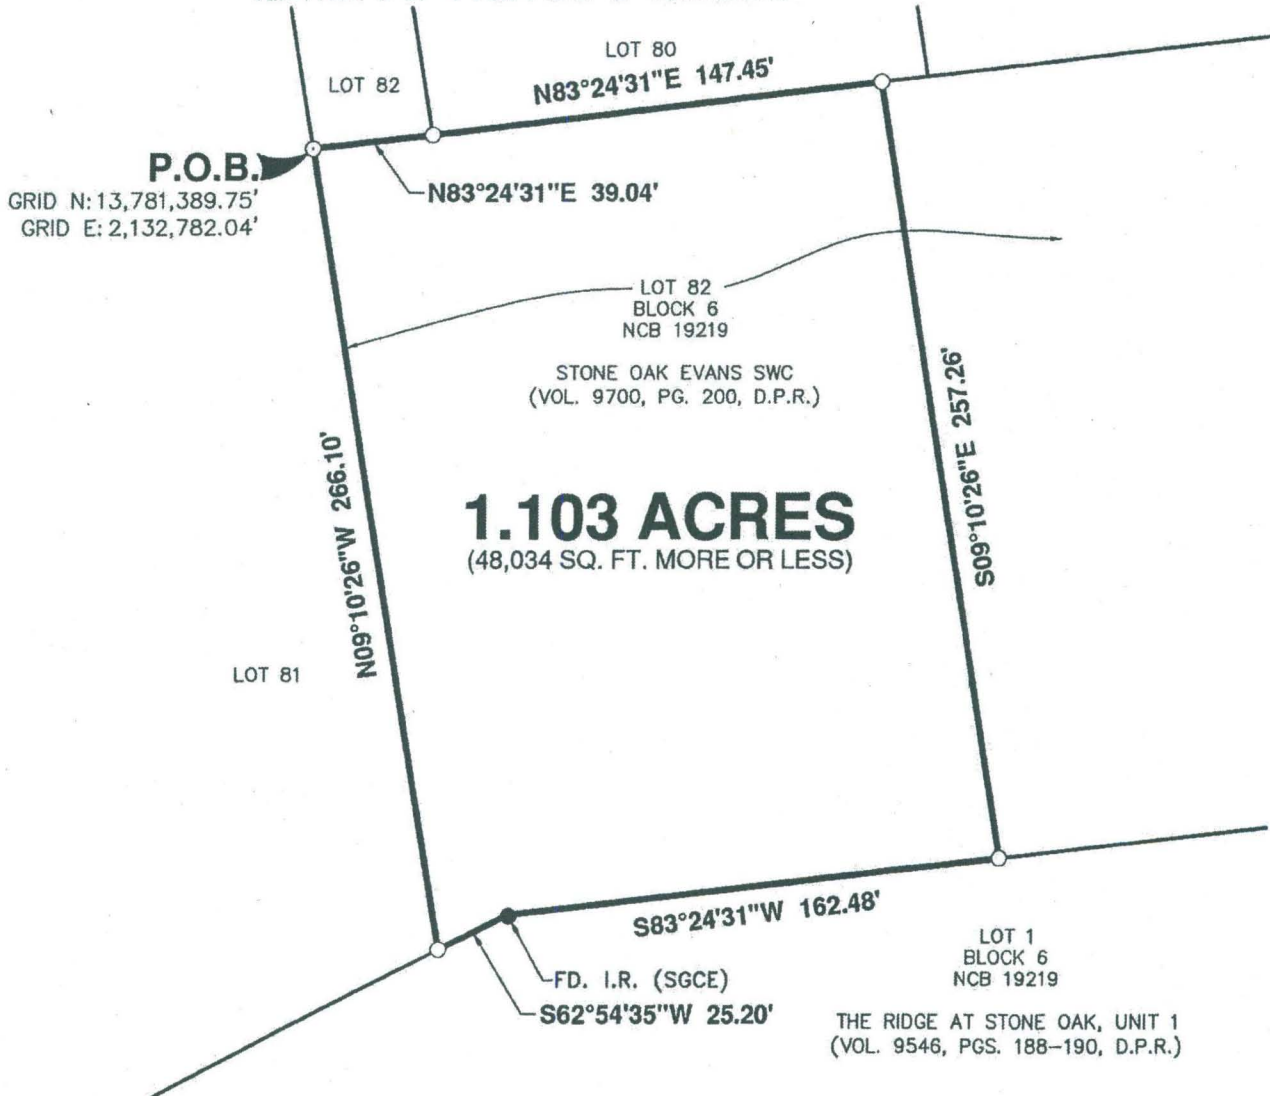 LOT 80
N83°24'31"E 147.45'
LOT 82
P.O.B.
GRID N: 13,781,389.75'
GRID E: 2,132,782.04'
N83°24'31"E 39.04'
LOT 82
BLOCK 6
NCB 19219
STONE OAK EVANS SWC
(VOL. 9700, PG. 200, D.P.R.)
S09°10'26"E 257.26'
N09°10'26"W 266.10'
1.103 ACRES
(48,034 SQ. FT. MORE OR LESS)
LOT 81
S83°24'31"W 162.48'
FD. I.R. (SGCE)
S62°54'35"W 25.20'
LOT 1
BLOCK 6
NCB 19219
THE RIDGE AT STONE OAK, UNIT 1
(VOL. 9546, PGS. 188-190, D.P.R.)